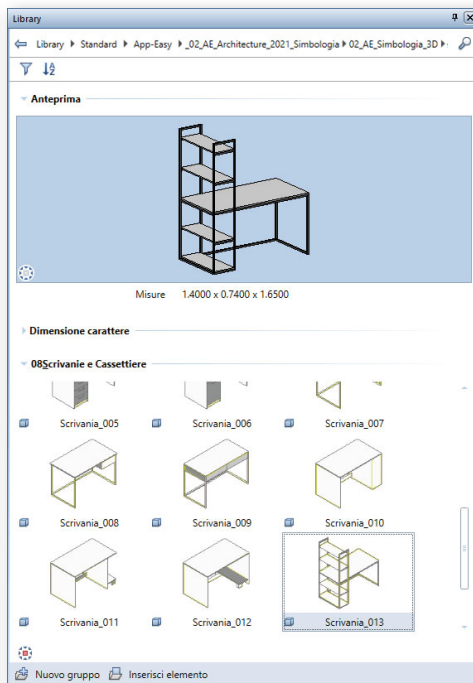 Library
Library Standard App-Easy _02_AE_Architecture_2021_Simbologia 02_AE_Simbologia_3D
Anteprima
Misure 1.4000 x 0.7400 x 1.6500
Dimensione carattere
08Scrivanie e Cassettiere
Scrivania_005 Scrivania_006 Scrivania_007
Scrivania_008 Scrivania_009 Scrivania_010
Scrivania_011 Scrivania_012 Scrivania_013
Nuovo gruppo Inserisci elemento